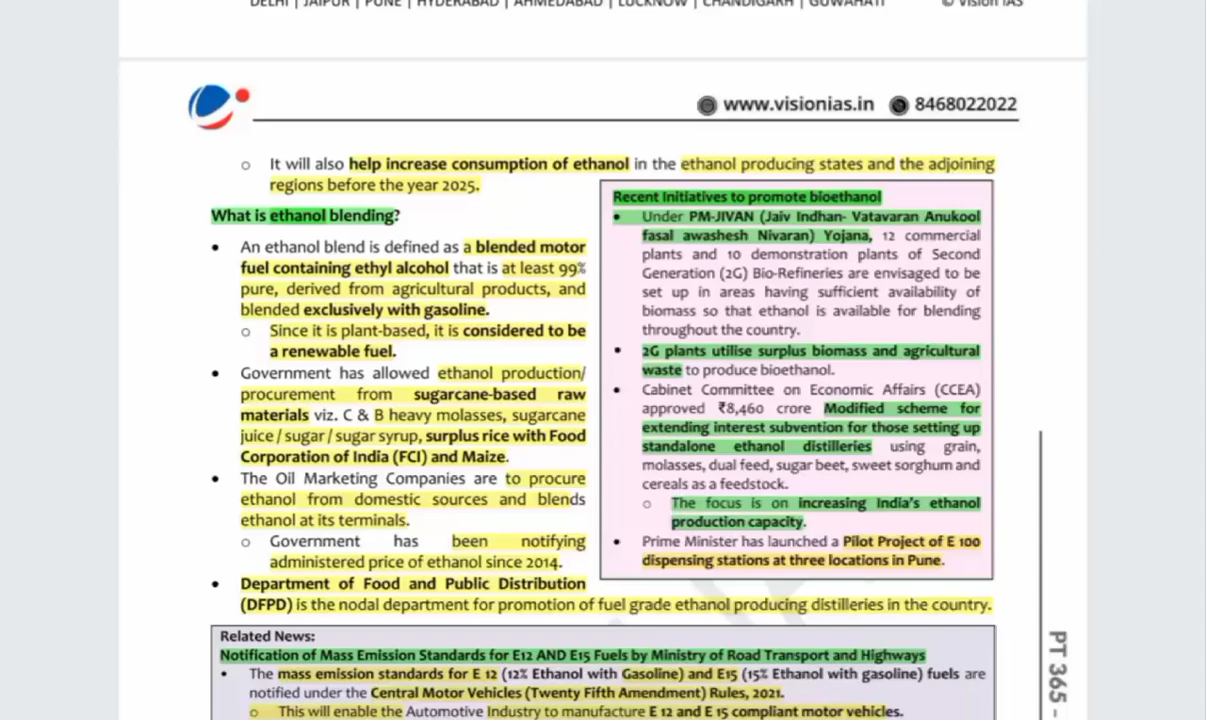 DELHI | JAIPUR | PUNE | HYDERABAD | AHMEDABAD | LUCKNOW | CHANDIGARH | GUWAHATI © Vision IAS
www.visionias.in 8468022022
o It will also help increase consumption of ethanol in the ethanol producing states and the adjoining
regions before the year 2025.
What is ethanol blending?
• An ethanol blend is defined as a blended motor
fuel containing ethyl alcohol that is at least 99%
pure, derived from agricultural products, and
blended exclusively with gasoline.
o Since it is plant-based, it is considered to be
a renewable fuel.
• Government has allowed ethanol production/
procurement from sugarcane-based raw
materials viz. C & B heavy molasses, sugarcane
juice / sugar / sugar syrup, surplus rice with Food
Corporation of India (FCI) and Maize.
• The Oil Marketing Companies are to procure
ethanol from domestic sources and blends
ethanol at its terminals.
o Government has been notifying
administered price of ethanol since 2014.
• Department of Food and Public Distribution
(DFPD) is the nodal department for promotion of fuel grade ethanol producing distilleries in the country.
Recent Initiatives to promote bioethanol
• Under PM-JIVAN (Jaiv Indhan- Vatavaran Anukool
fasal awashesh Nivaran) Yojana, 12 commercial
plants and 10 demonstration plants of Second
Generation (2G) Bio-Refineries are envisaged to be
set up in areas having sufficient availability of
biomass so that ethanol is available for blending
throughout the country.
• 2G plants utilise surplus biomass and agricultural
waste to produce bioethanol.
• Cabinet Committee on Economic Affairs (CCEA)
approved ₹8,460 crore Modified scheme for
extending interest subvention for those setting up
standalone ethanol distilleries using grain,
molasses, dual feed, sugar beet, sweet sorghum and
cereals as a feedstock.
o The focus is on increasing India's ethanol
production capacity.
• Prime Minister has launched a Pilot Project of E 100
dispensing stations at three locations in Pune.
Related News:
Notification of Mass Emission Standards for E12 AND E15 Fuels by Ministry of Road Transport and Highways
• The mass emission standards for E 12 (12% Ethanol with Gasoline) and E15 (15% Ethanol with gasoline) fuels are
notified under the Central Motor Vehicles (Twenty Fifth Amendment) Rules, 2021.
o This will enable the Automotive Industry to manufacture E 12 and E 15 compliant motor vehicles.
PT 365 -